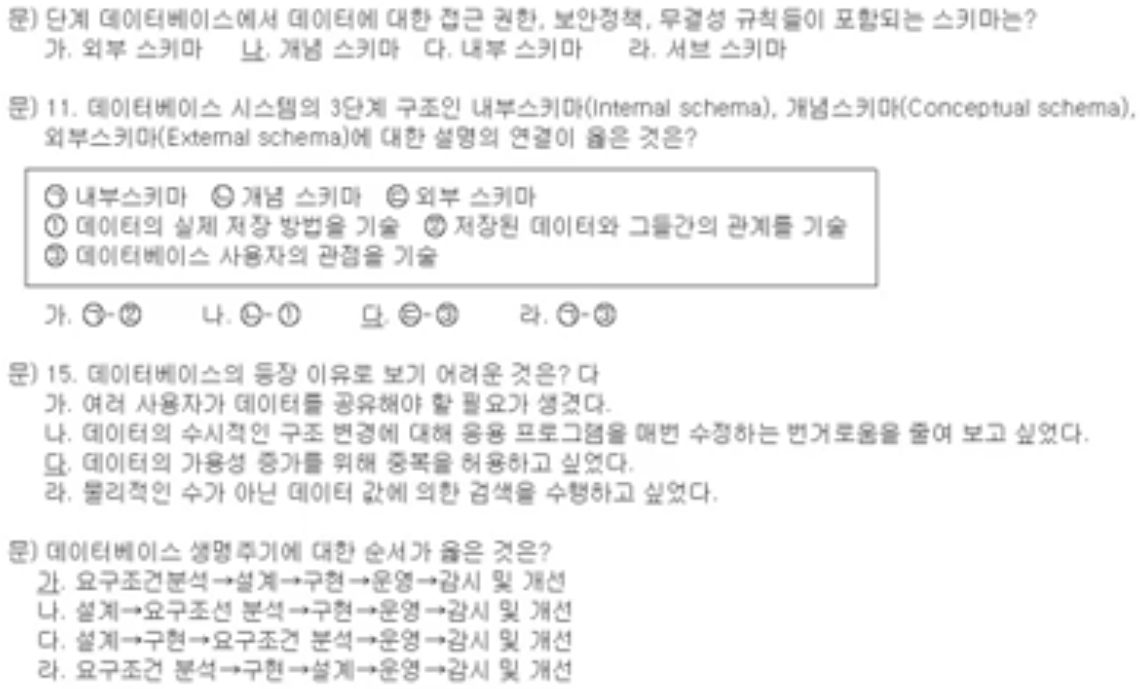 문) 단계 데이터베이스에서 데이터에 대한 접근 권한, 보안정책, 무결성 규칙들이 포함되는 스키마는?
가. 외부 스키마 나. 개념 스키마 다. 내부 스키마 라. 서브 스키마
문) 11. 데이터베이스 시스템의 3단계 구조인 내부스키마(Internal schema), 개념스키마(Conceptual schema),
외부스키마(External schema)에 대한 설명의 연결이 옳은 것은?
㉠ 내부스키마 ㉡ 개념 스키마 ㉢ 외부 스키마
① 데이터의 실제 저장 방법을 기술 ② 저장된 데이터와 그들간의 관계를 기술
③ 데이터베이스 사용자의 관점을 기술
가. ㉠-② 나. ㉡-① 다. ㉢-③ 라. ㉠-③
문) 15. 데이터베이스의 등장 이유로 보기 어려운 것은? 다
가. 여러 사용자가 데이터를 공유해야 할 필요가 생겼다.
나. 데이터의 수시적인 구조 변경에 대해 응용 프로그램을 매번 수정하는 번거로움을 줄여 보고 싶었다.
다. 데이터의 가용성 증가를 위해 중복을 허용하고 싶었다.
라. 물리적인 수가 아닌 데이터 값에 의한 검색을 수행하고 싶었다.
문) 데이터베이스 생명주기에 대한 순서가 옳은 것은?
가. 요구조건분석→설계→구현→운영→감시 및 개선
나. 설계→요구조선 분석→구현→운영→감시 및 개선
다. 설계→구현→요구조건 분석→운영→감시 및 개선
라. 요구조건 분석→구현→설계→운영→감시 및 개선